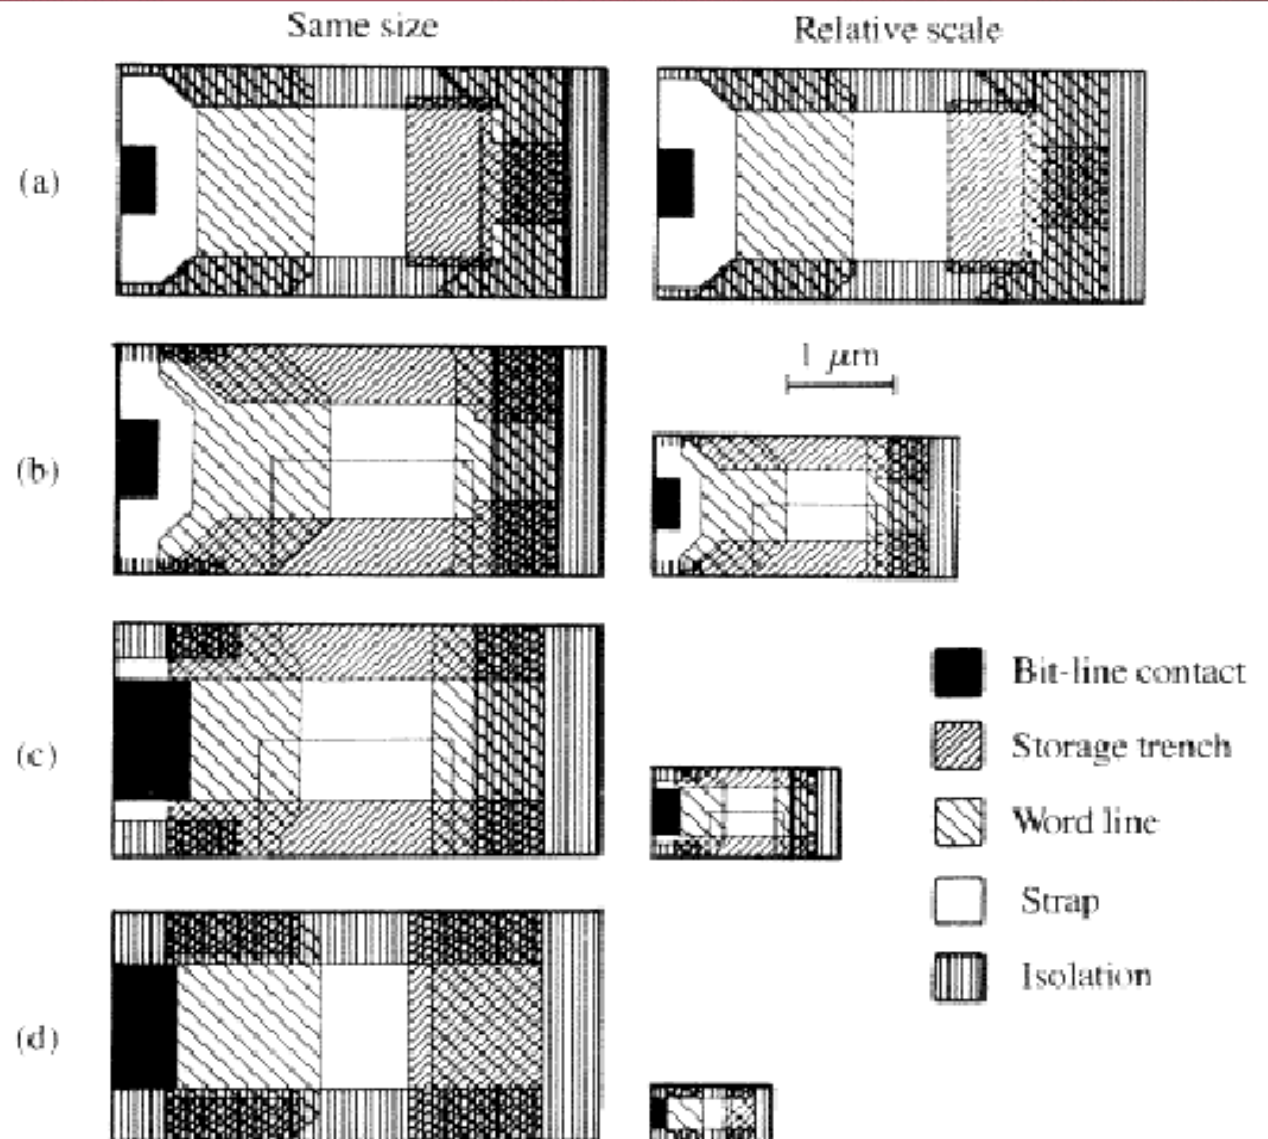 Same size
Relative scale
(a)
1 μm
(b)
(c)
Bit-line contact
Storage trench
Word line
Strap
Isolation
(d)